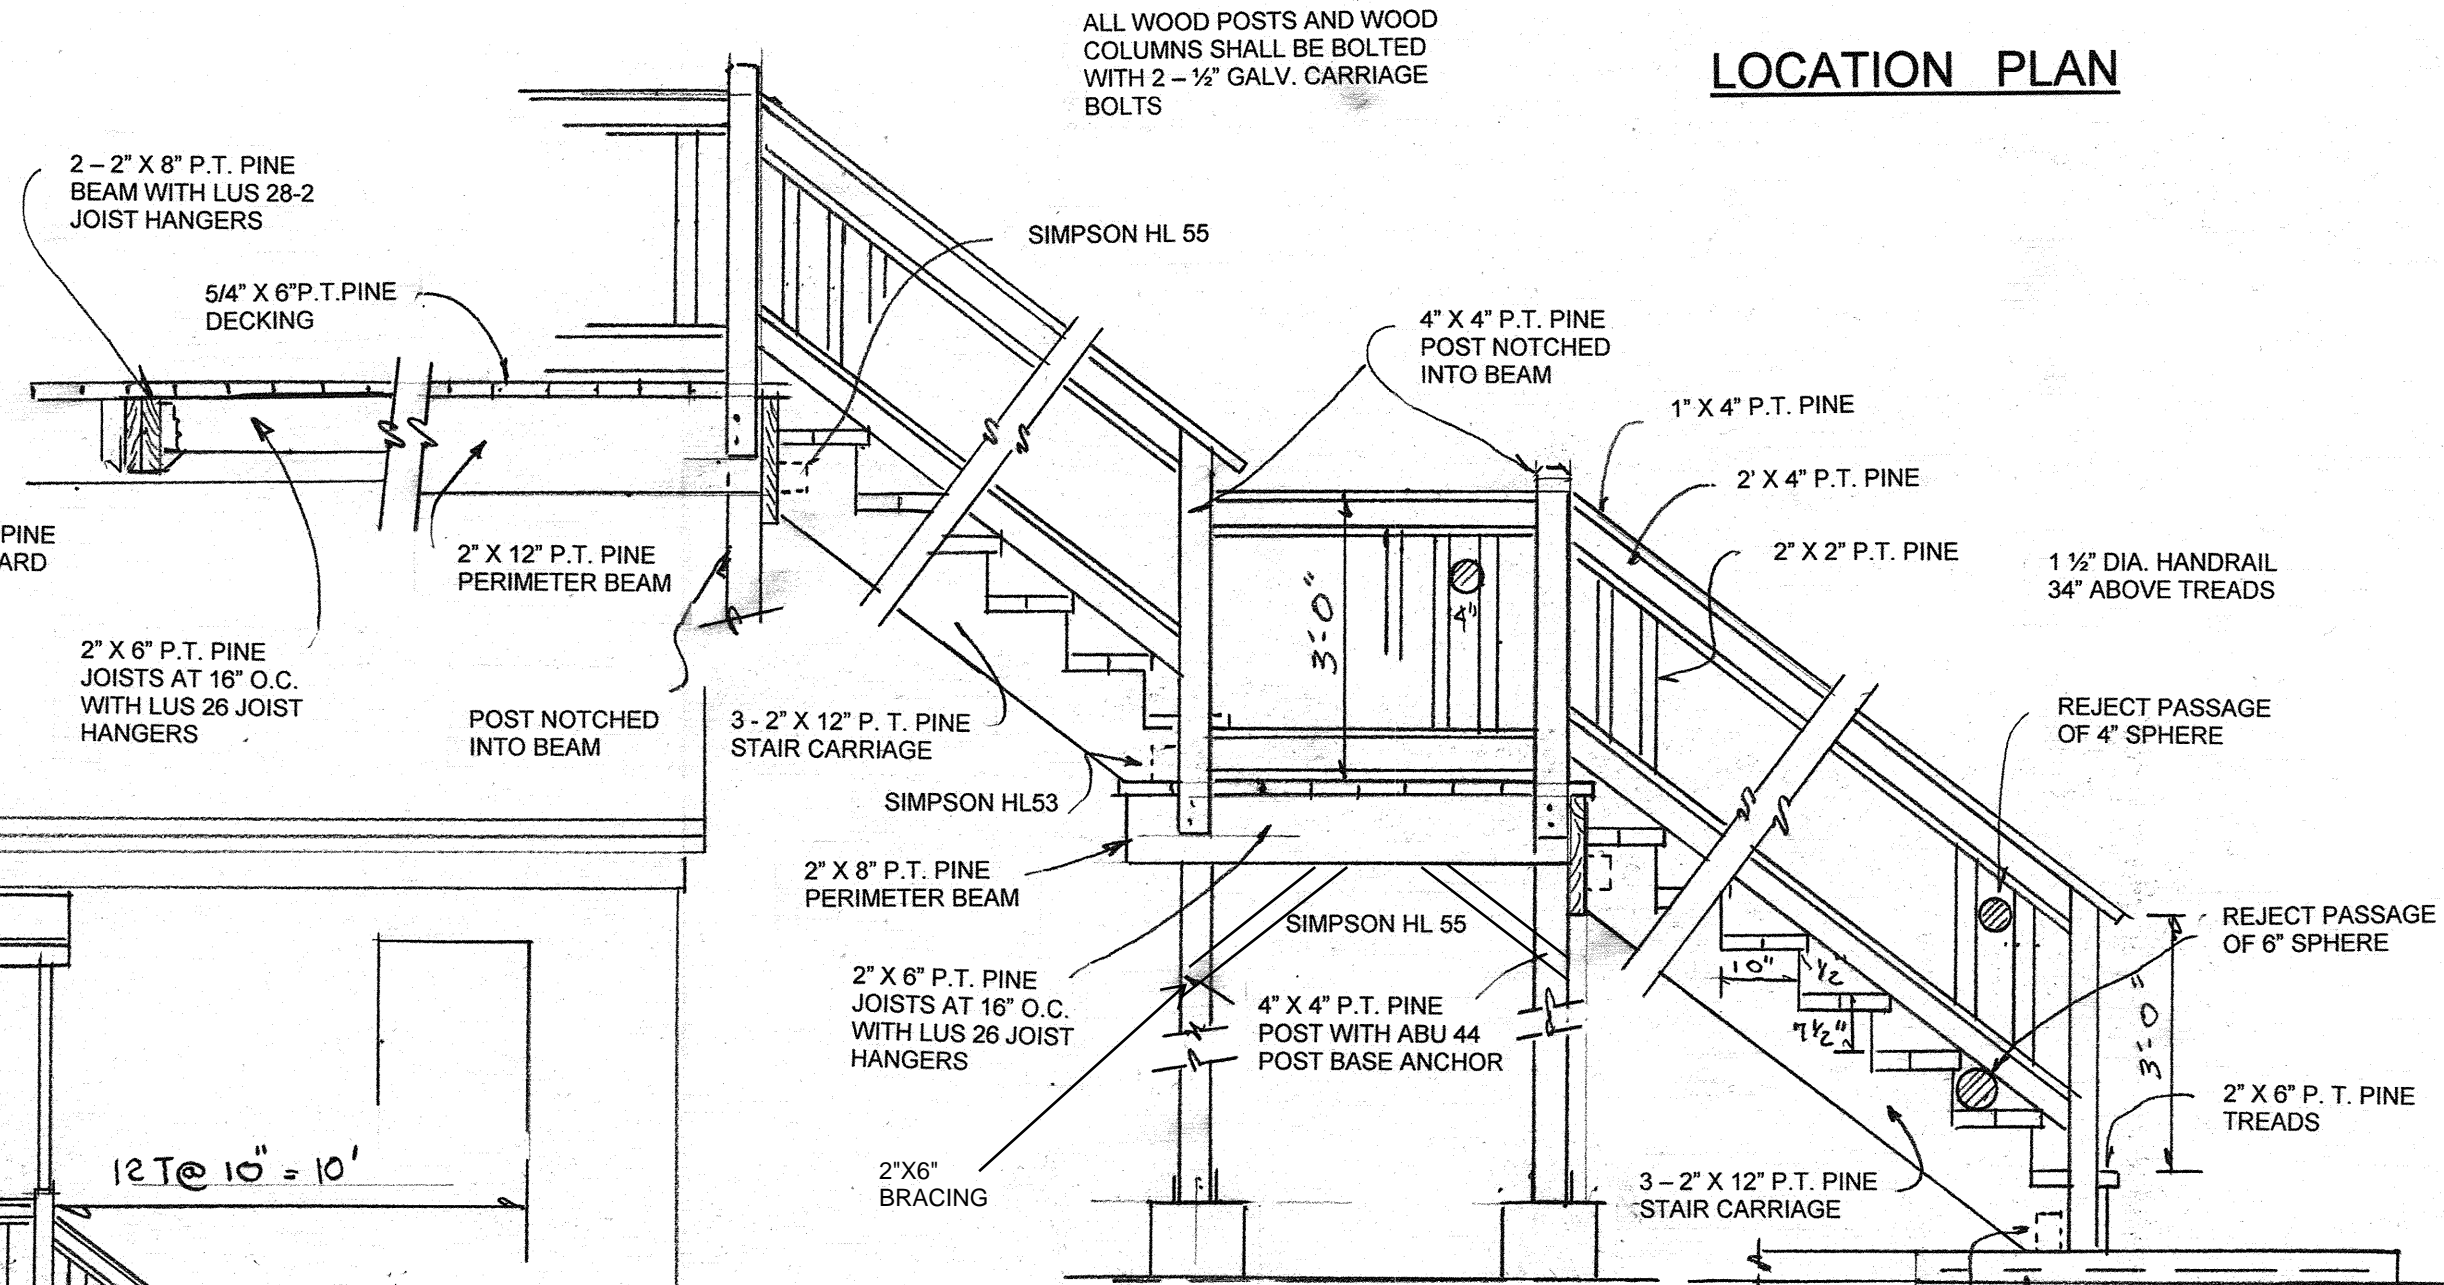 ALL WOOD POSTS AND WOOD
COLUMNS SHALL BE BOLTED
WITH 2 – ½” GALV. CARRIAGE
BOLTS
LOCATION PLAN
2 – 2” X 8” P.T. PINE
BEAM WITH LUS 28-2
JOIST HANGERS
5/4” X 6”P.T.PINE
DECKING
SIMPSON HL 55
4” X 4” P.T. PINE
POST NOTCHED
INTO BEAM
1” X 4” P.T. PINE
2’ X 4” P.T. PINE
2” X 2” P.T. PINE
1 ½” DIA. HANDRAIL
34” ABOVE TREADS
PINE
ARD
2” X 12” P.T. PINE
PERIMETER BEAM
4"
3'-0"
2” X 6” P.T. PINE
JOISTS AT 16” O.C.
WITH LUS 26 JOIST
HANGERS
POST NOTCHED
INTO BEAM
3 - 2” X 12” P. T. PINE
STAIR CARRIAGE
REJECT PASSAGE
OF 4” SPHERE
SIMPSON HL53
2” X 8” P.T. PINE
PERIMETER BEAM
SIMPSON HL 55
REJECT PASSAGE
OF 6” SPHERE
2” X 6” P.T. PINE
JOISTS AT 16” O.C.
WITH LUS 26 JOIST
HANGERS
4” X 4” P.T. PINE
POST WITH ABU 44
POST BASE ANCHOR
10"
1/2
7 1/2"
3'-0"
2” X 6” P. T. PINE
TREADS
12 T@ 10" = 10'
2"X6"
BRACING
3 – 2” X 12” P.T. PINE
STAIR CARRIAGE